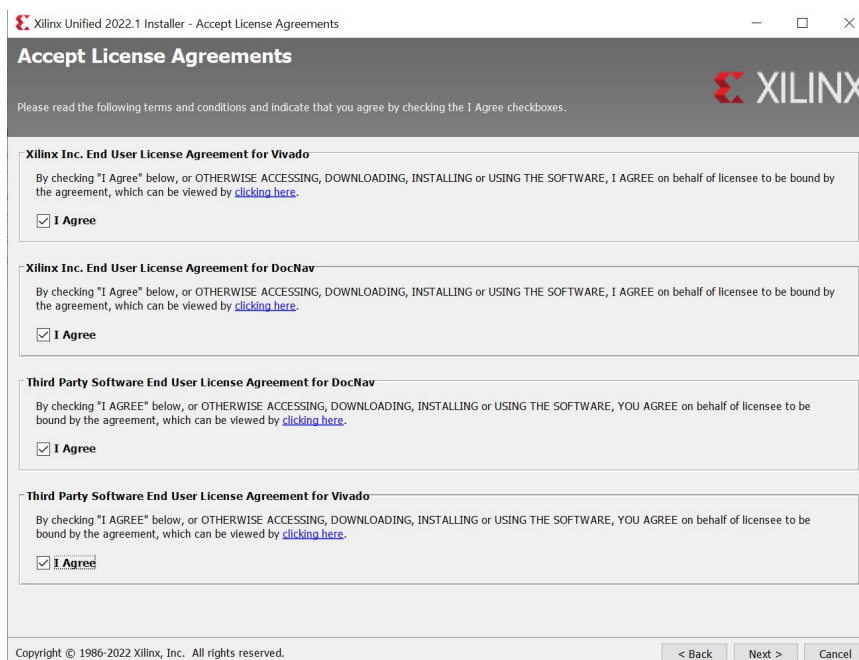 Xilinx Unified 2022.1 Installer - Accept License Agreements
Accept License Agreements
XILINX
Please read the following terms and conditions and indicate that you agree by checking the I Agree checkboxes.
Xilinx Inc. End User License Agreement for Vivado
By checking "I Agree" below, or OTHERWISE ACCESSING, DOWNLOADING, INSTALLING or USING THE SOFTWARE, I AGREE on behalf of licensee to be bound by
the agreement, which can be viewed by clicking here.
I Agree
Xilinx Inc. End User License Agreement for DocNav
By checking "I Agree" below, or OTHERWISE ACCESSING, DOWNLOADING, INSTALLING or USING THE SOFTWARE, I AGREE on behalf of licensee to be bound by
the agreement, which can be viewed by clicking here.
I Agree
Third Party Software End User License Agreement for DocNav
By checking "I AGREE" below, or OTHERWISE ACCESSING, DOWNLOADING, INSTALLING or USING THE SOFTWARE, YOU AGREE on behalf of licensee to be
bound by the agreement, which can be viewed by clicking here.
I Agree
Third Party Software End User License Agreement for Vivado
By checking "I AGREE" below, or OTHERWISE ACCESSING, DOWNLOADING, INSTALLING or USING THE SOFTWARE, YOU AGREE on behalf of licensee to be
bound by the agreement, which can be viewed by clicking here.
I Agree
Copyright © 1986-2022 Xilinx, Inc. All rights reserved.
< Back Next > Cancel